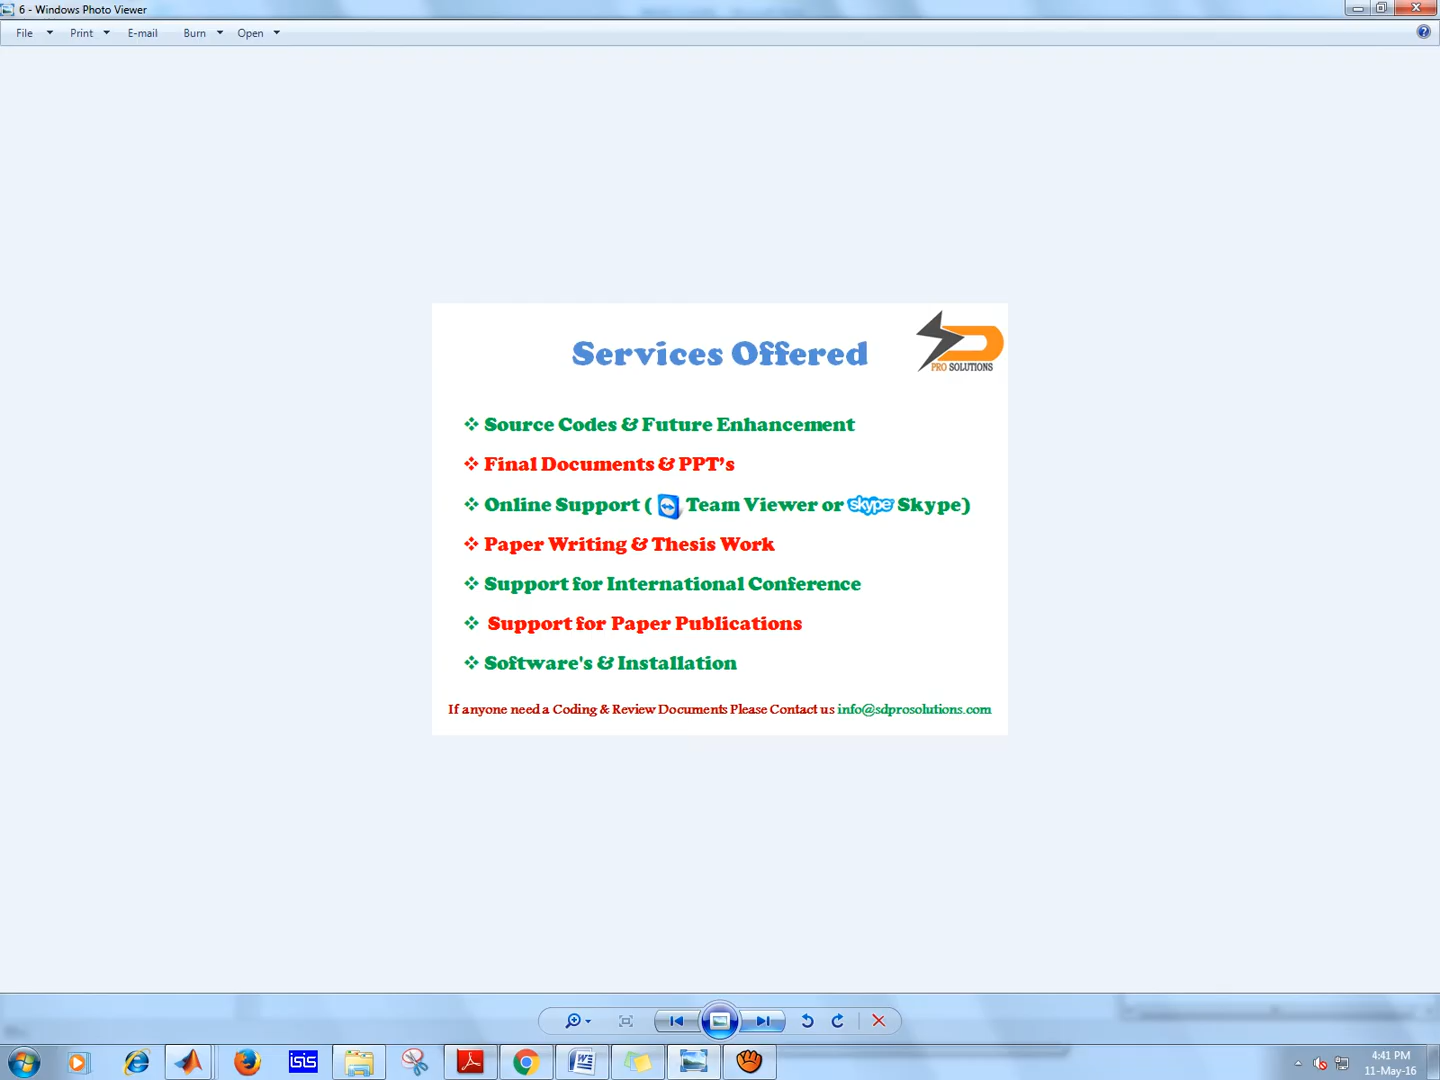 6 - Windows Photo Viewer
File Print E-mail Burn Open
Services Offered
PRO SOLUTIONS
Source Codes & Future Enhancement
Final Documents & PPT's
Online Support ( Team Viewer or skype Skype)
Paper Writing & Thesis Work
Support for International Conference
Support for Paper Publications
Software's & Installation
If anyone need a Coding & Review Documents Please Contact us info@sdprosolutions.com
isis
4:41 PM
11-May-16